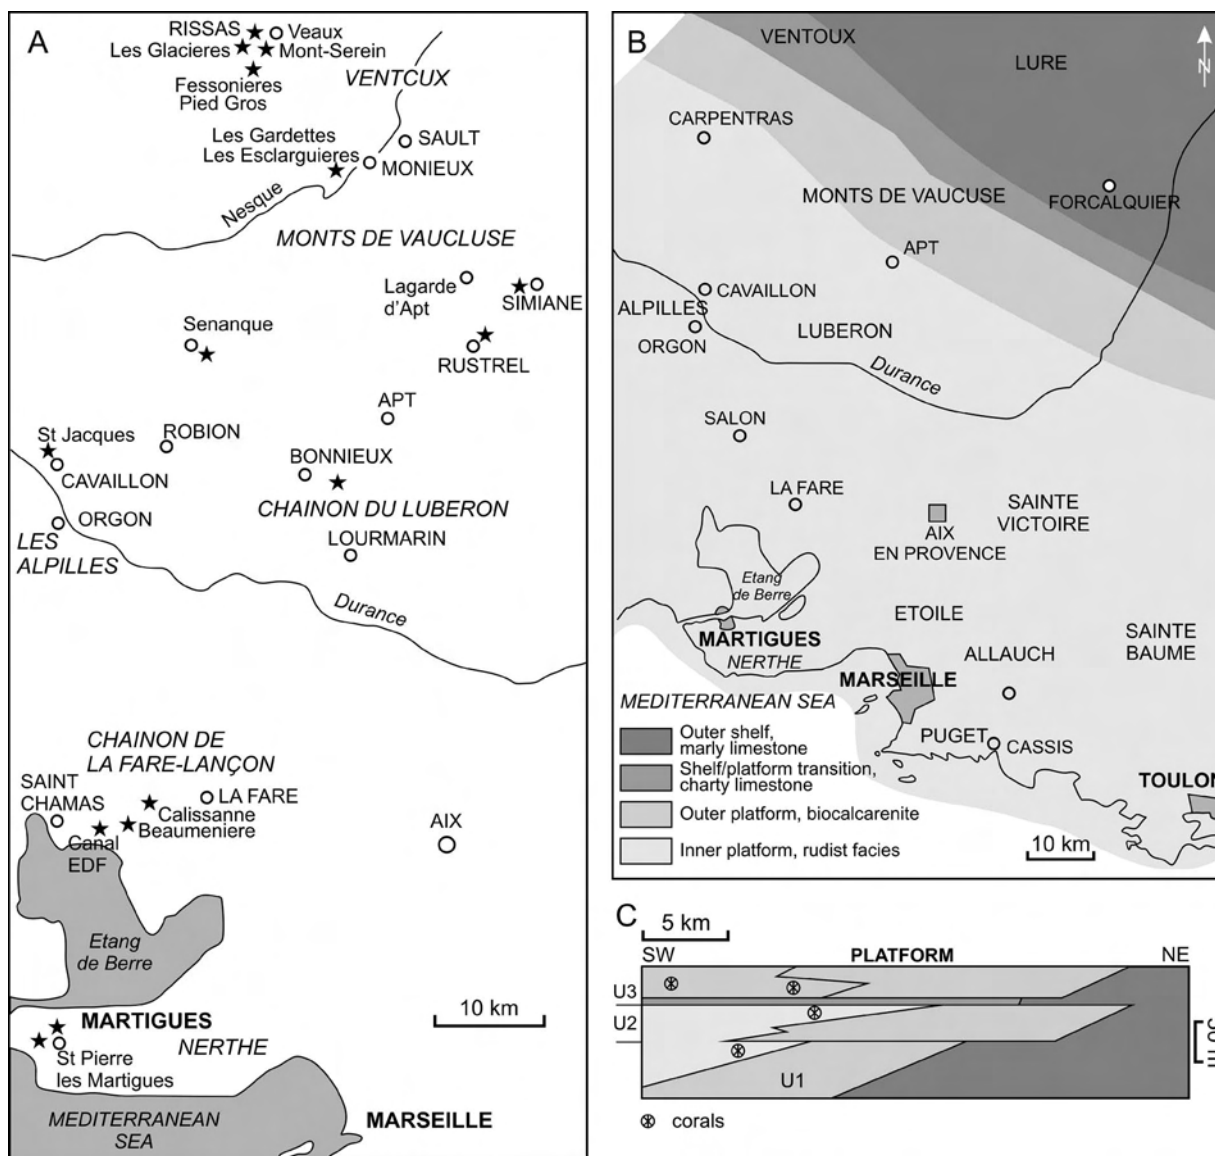 A
RISSAS
Veaux
Les Glacieres
Mont-Serein
Fessonieres
Pied Gros
VENTCUX
Les Gardettes
Les Esclarguieres
SAULT
MONIEUX
Nesque
MONTS DE VAUCLUSE
Lagarde
d'Apt
SIMIANE
Senanque
RUSTREL
APT
St Jacques
ROBION
BONNIEUX
CAVAILLON
CHAINON DU LUBERON
ORGON
LES
ALPILLES
LOURMARIN
Durance
CHAINON DE
LA FARE-LANÇON
SAINT
CHAMAS
LA FARE
Calissanne
Beaumeniere
Canal
EDF
AIX
Etang
de Berre
10 km
MARTIGUES
NERTHE
St Pierre
les Martigues
MEDITERRANEAN
SEA
MARSEILLE
B
VENTOUX
LURE
N
CARPENTRAS
MONTS DE VAUCUSE
FORCALQUIER
APT
CAVAILLON
ALPILLES
ORGON
LUBERON
Durance
SALON
LA FARE
SAINTE
VICTOIRE
AIX
EN PROVENCE
Etang
de Berre
ETOILE
MARTIGUES
NERTHE
SAINTE
BAUME
ALLAUCH
MARSEILLE
MEDITERRANEAN SEA
PUGET
CASSIS
TOULON
Outer shelf,
marly limestone
Shelf/platform transition,
charty limestone
Outer platform, biocalcarenite
Inner platform, rudist facies
10 km
C
5 km
SW
PLATFORM
NE
U3
U2
U1
corals